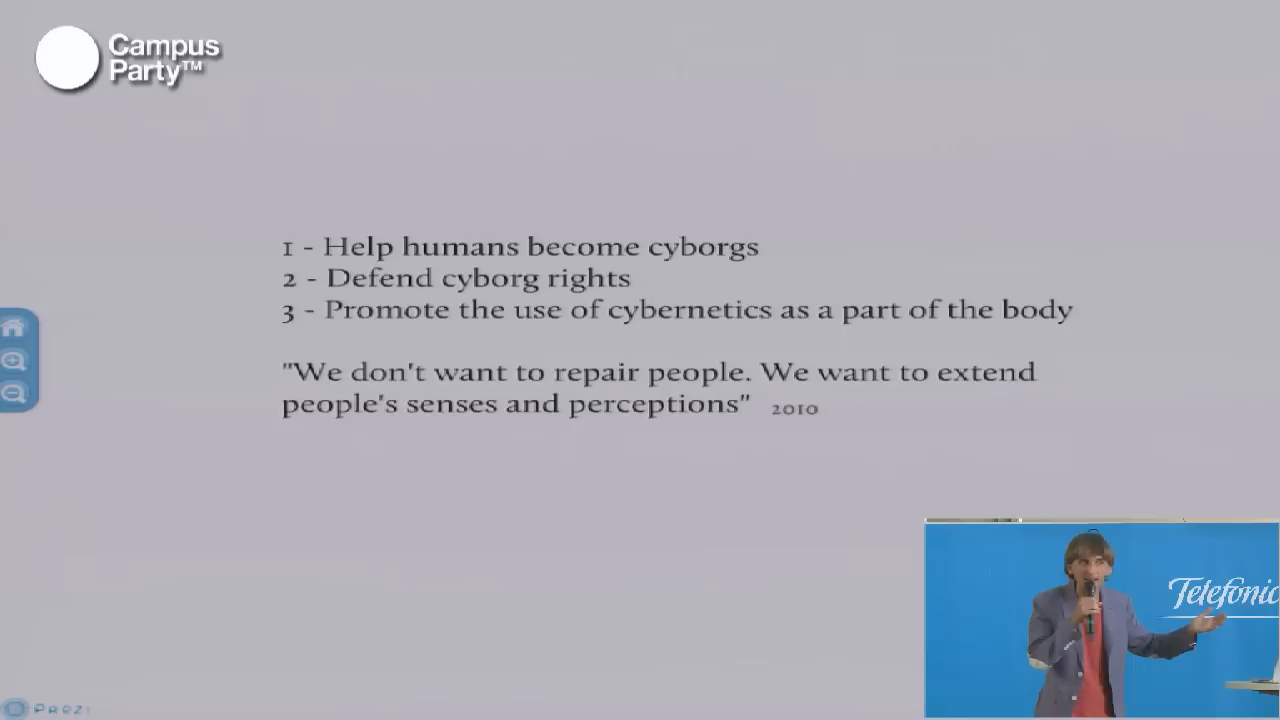 Campus
Party™
1 - Help humans become cyborgs
2 - Defend cyborg rights
3 - Promote the use of cybernetics as a part of the body
"We don't want to repair people. We want to extend
people's senses and perceptions" 2010
Telefonic
PREZI